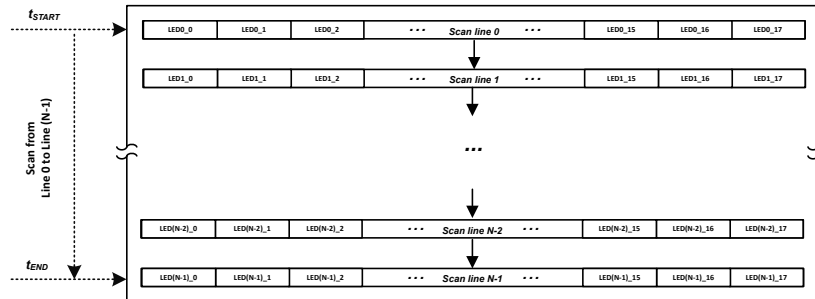 tSTART
LED0_0 LED0_1 LED0_2 ··· Scan line 0 ··· LED0_15 LED0_16 LED0_17
LED1_0 LED1_1 LED1_2 ··· Scan line 1 ··· LED1_15 LED1_16 LED1_17
Scan from
Line 0 to Line (N-1)
...
LED(N-2)_0 LED(N-2)_1 LED(N-2)_2 ··· Scan line N-2 ··· LED(N-2)_15 LED(N-2)_16 LED(N-2)_17
tEND
LED(N-1)_0 LED(N-1)_1 LED(N-1)_2 ··· Scan line N-1 ··· LED(N-1)_15 LED(N-1)_16 LED(N-1)_17